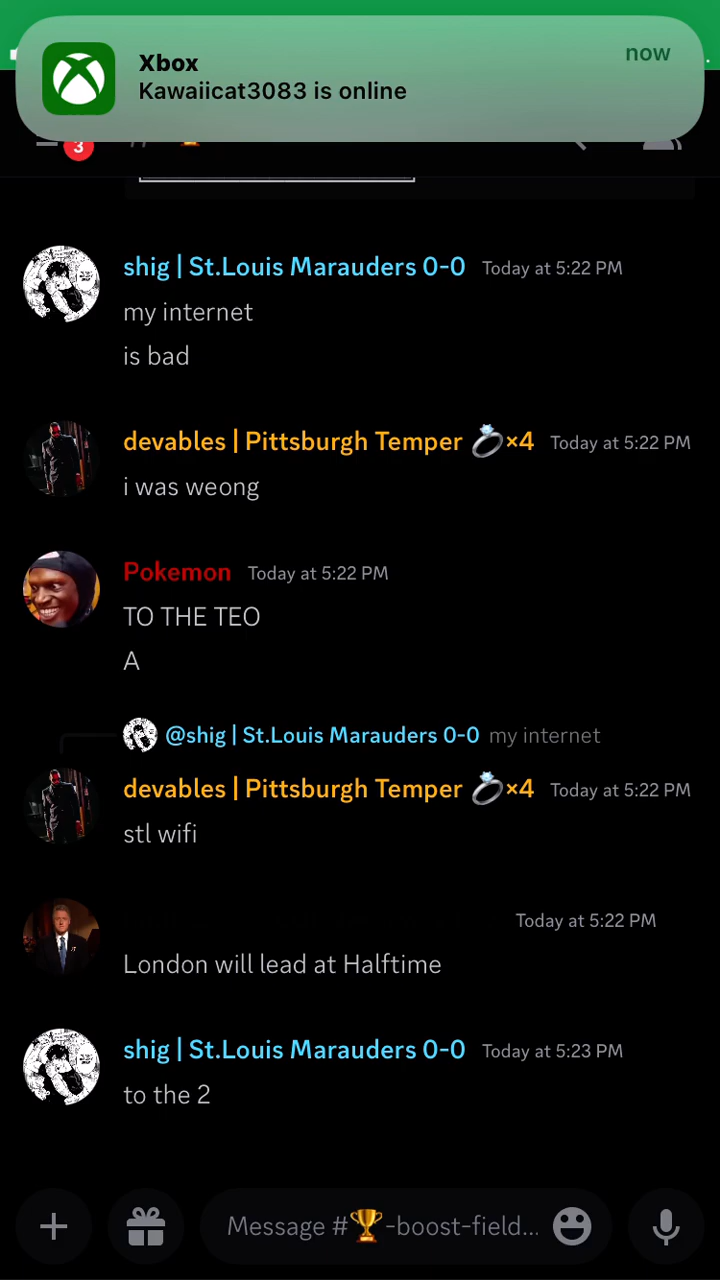 Xbox
now
Kawaiicat3083 is online
3
shig | St.Louis Marauders 0-0 Today at 5:22 PM
my internet
is bad
devables | Pittsburgh Temper 💍×4 Today at 5:22 PM
i was weong
Pokemon Today at 5:22 PM
TO THE TEO
A
@shig | St.Louis Marauders 0-0 my internet
devables | Pittsburgh Temper 💍×4 Today at 5:22 PM
stl wifi
Today at 5:22 PM
London will lead at Halftime
shig | St.Louis Marauders 0-0 Today at 5:23 PM
to the 2
Message #🏆-boost-field...